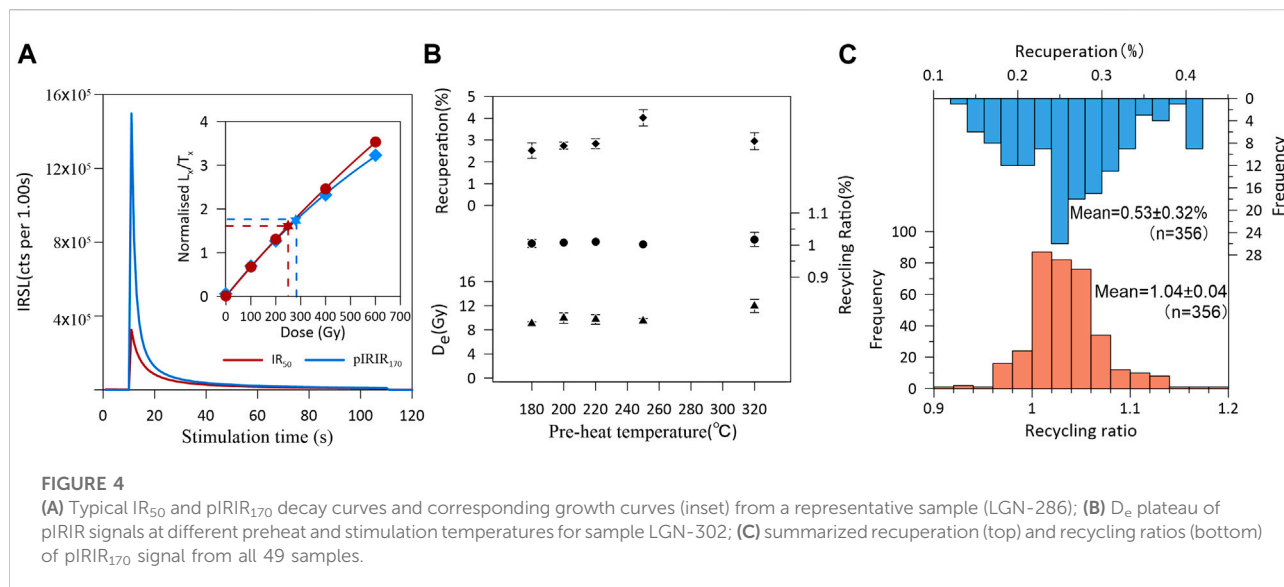 A
IRSL(cts per 1.00s)
16x10⁵
12x10⁵
8x10⁵
4x10⁵
0 20 40 60 80 100 120
Stimulation time (s)
Normalised Lₓ/Tₓ
4
3
2
1
0
0 100 200 300 400 500 600 700
Dose (Gy)
IR₅₀ pIRIR₁₇₀
B
Recuperation(%)
5
4
3
2
1
0
Recycling Ratio(%)
1.1
1
0.9
Dₑ(Gy)
16
12
8
4
0
180 200 220 240 260 280 300 320
Pre-heat temperature(℃)
C
Recuperation(%)
0.1 0.2 0.3 0.4
0
4
8
12
16
20
24
28
Frequency
Mean=0.53±0.32%
(n=356)
Frequency
100
80
60
40
20
0
Mean=1.04±0.04
(n=356)
0.9 1 1.1 1.2
Recycling ratio
FIGURE 4
(A) Typical IR₅₀ and pIRIR₁₇₀ decay curves and corresponding growth curves (inset) from a representative sample (LGN-286); (B) Dₑ plateau of
pIRIR signals at different preheat and stimulation temperatures for sample LGN-302; (C) summarized recuperation (top) and recycling ratios (bottom)
of pIRIR₁₇₀ signal from all 49 samples.